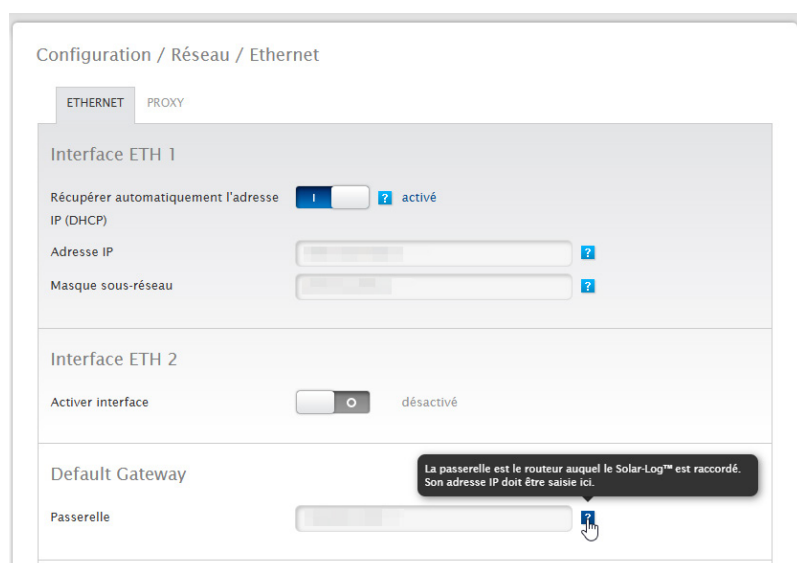 Configuration / Réseau / Ethernet
ETHERNET PROXY
Interface ETH 1
Récupérer automatiquement l'adresse
IP (DHCP)
I ? activé
Adresse IP ?
Masque sous-réseau ?
Interface ETH 2
Activer interface O désactivé
Default Gateway
La passerelle est le routeur auquel le Solar-Log™ est raccordé.
Son adresse IP doit être saisie ici.
Passerelle ?